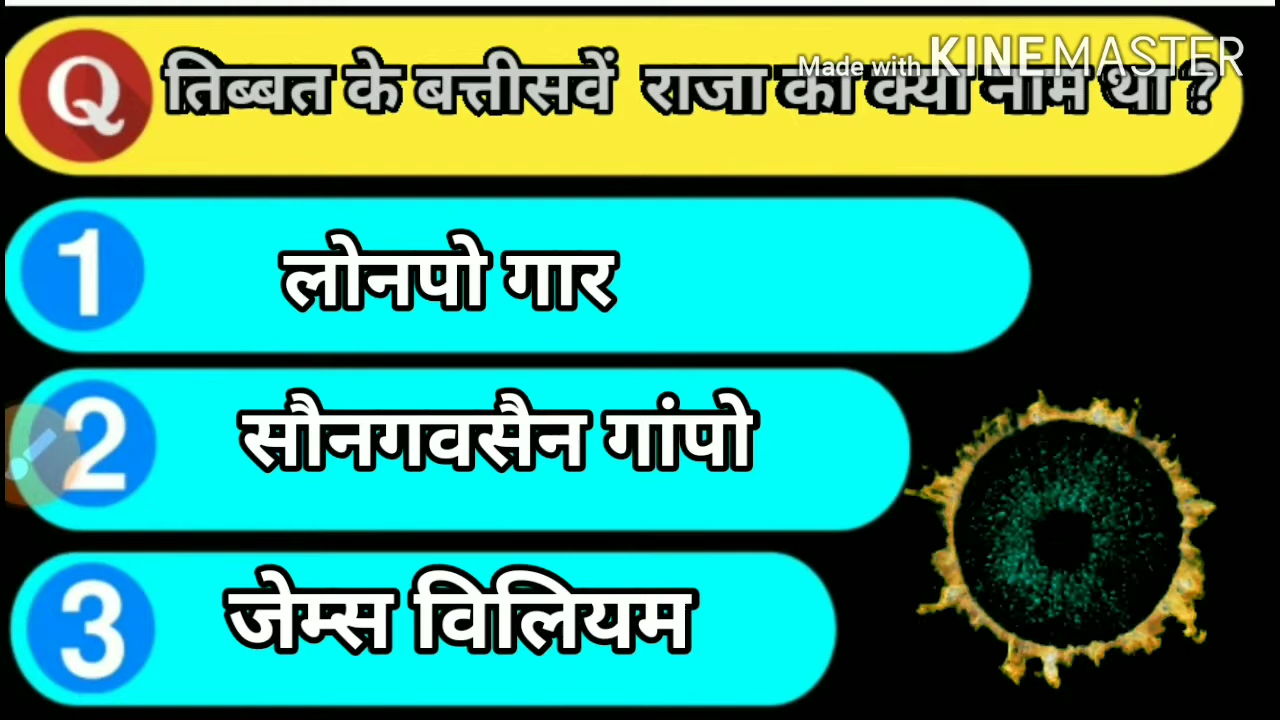 Made with KINEMASTER
Q तिब्बत के बत्तीसवें राजा का क्या नाम था ?
1 लोनपो गार
2 सौनगवसैन गांपो
3 जेम्स विलियम